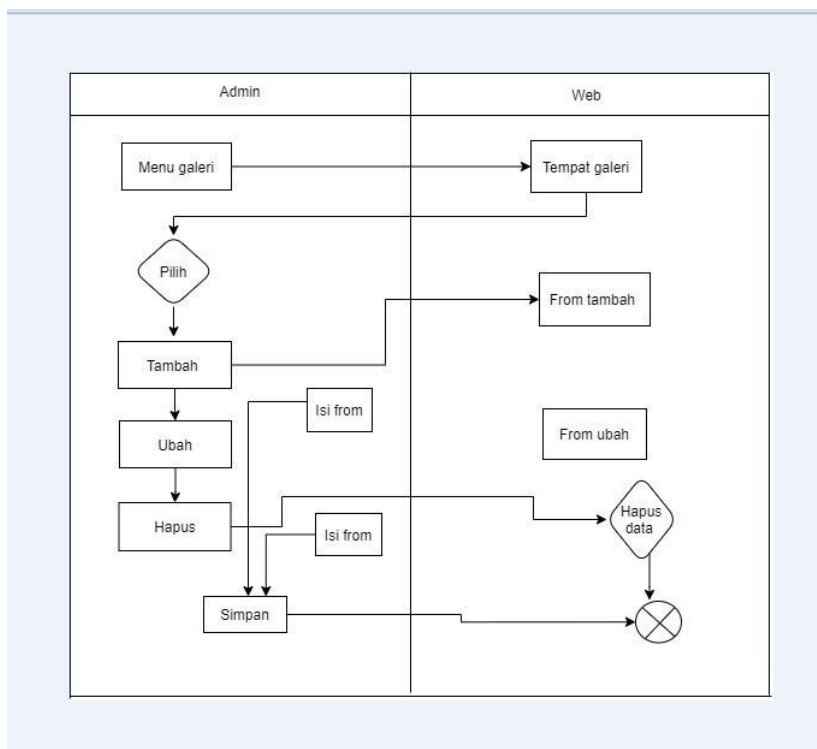 Admin
Web
Menu galeri
Tempat galeri
Pilih
From tambah
Tambah
Isi from
Ubah
From ubah
Hapus
Hapus
data
Isi from
Simpan